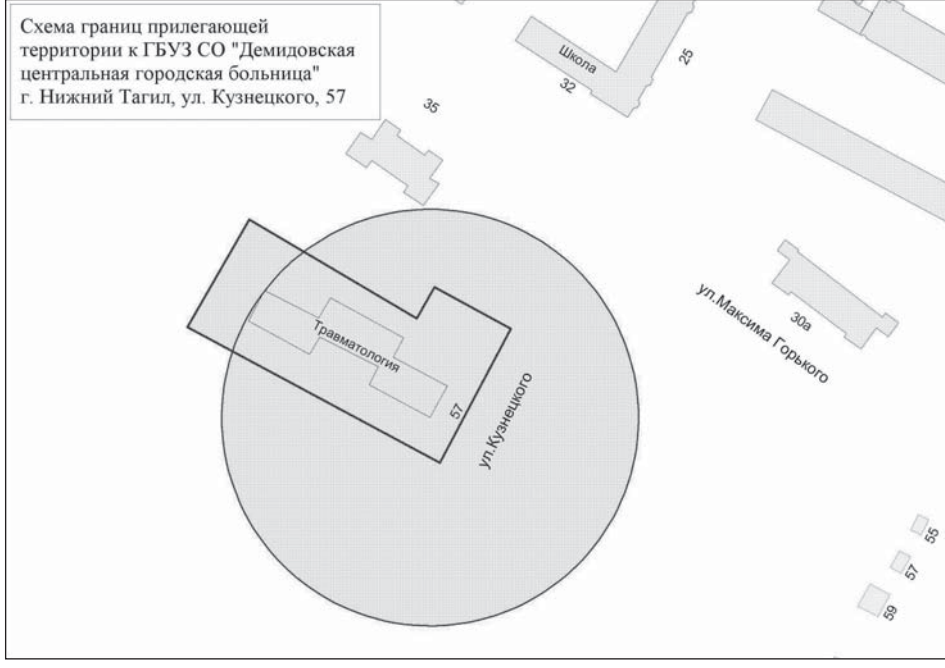 Схема границ прилегающей
территории к ГБУЗ СО "Демидовская
центральная городская больница"
г. Нижний Тагил, ул. Кузнецкого, 57
Школа
32
25
35
Травматология
57
ул.Кузнецкого
ул.Максима Горького
30а
55
57
59